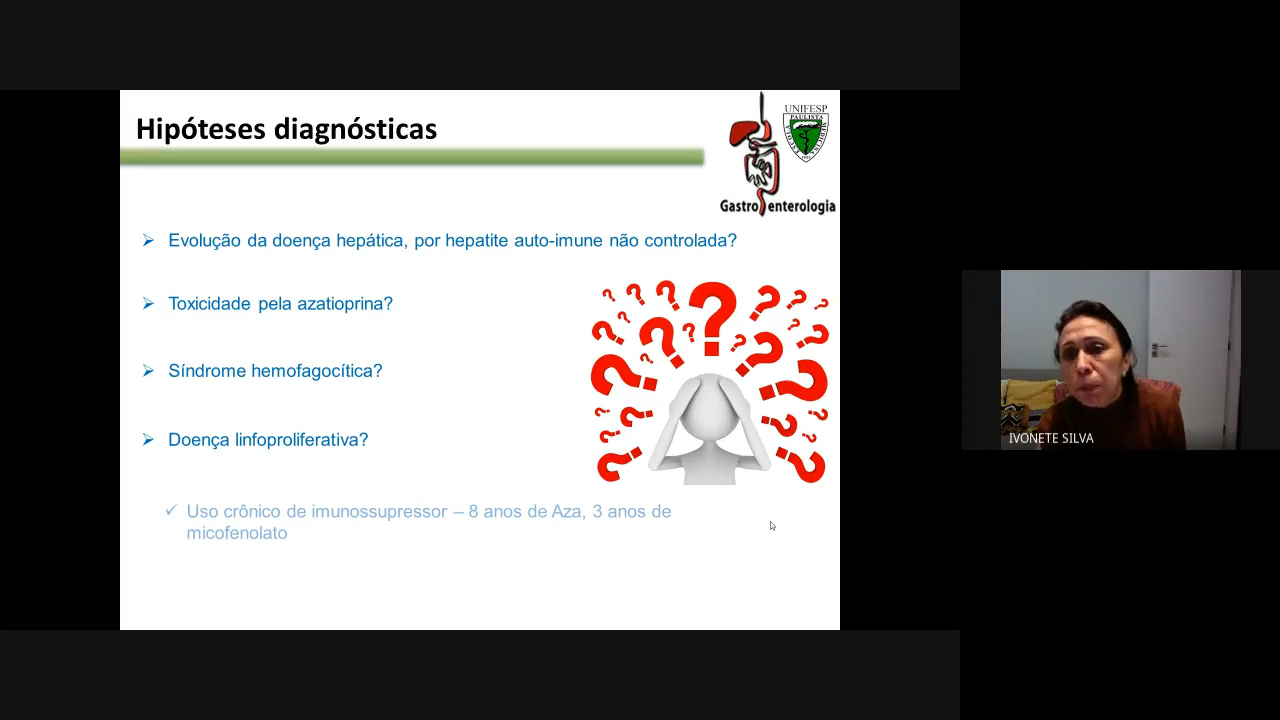 Hipóteses diagnósticas
UNIFESP
PAULISTA
Gastroenterologia
➢ Evolução da doença hepática, por hepatite auto-imune não controlada?
➢ Toxicidade pela azatioprina?
➢ Síndrome hemofagocítica?
➢ Doença linfoproliferativa?
✓ Uso crônico de imunossupressor – 8 anos de Aza, 3 anos de
micofenolato
IVONETE SILVA